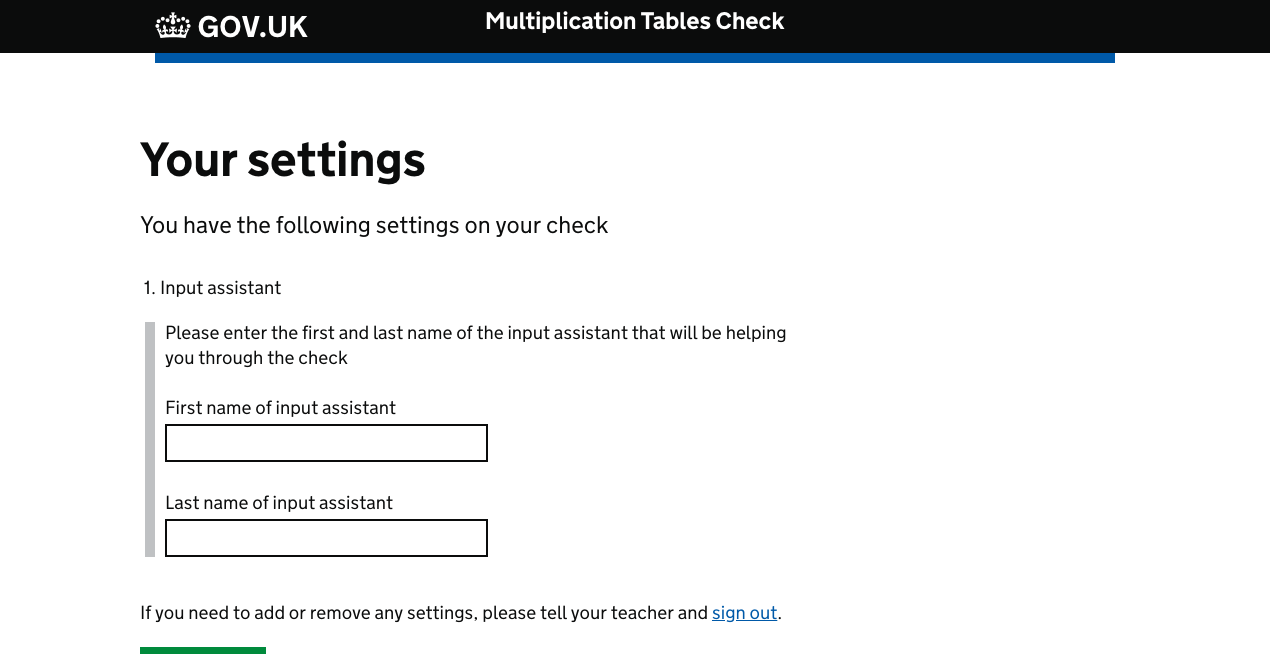 GOV.UK
Multiplication Tables Check
Your settings
You have the following settings on your check
1. Input assistant
Please enter the first and last name of the input assistant that will be helping
you through the check
First name of input assistant
Last name of input assistant
If you need to add or remove any settings, please tell your teacher and sign out.